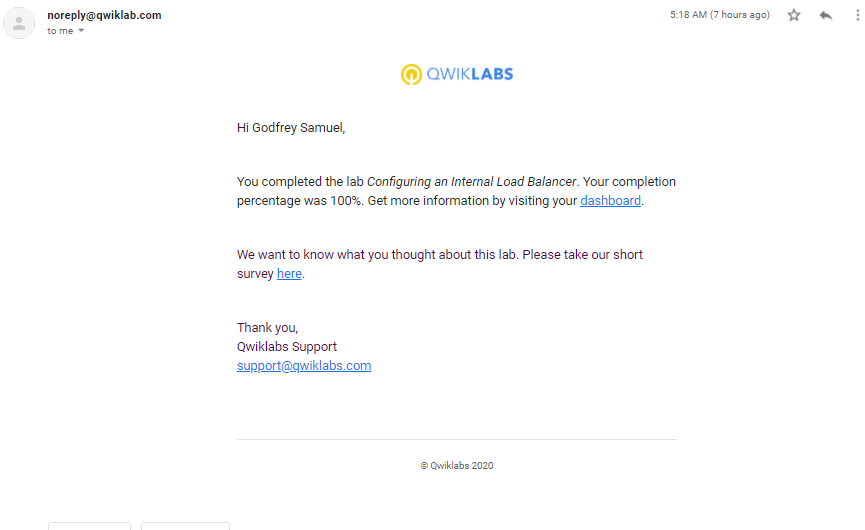 noreply@qwiklab.com
5:18 AM (7 hours ago)
to me
QWIKLABS
Hi Godfrey Samuel,
You completed the lab Configuring an Internal Load Balancer. Your completion
percentage was 100%. Get more information by visiting your dashboard.
We want to know what you thought about this lab. Please take our short
survey here.
Thank you,
Qwiklabs Support
support@qwiklabs.com
© Qwiklabs 2020